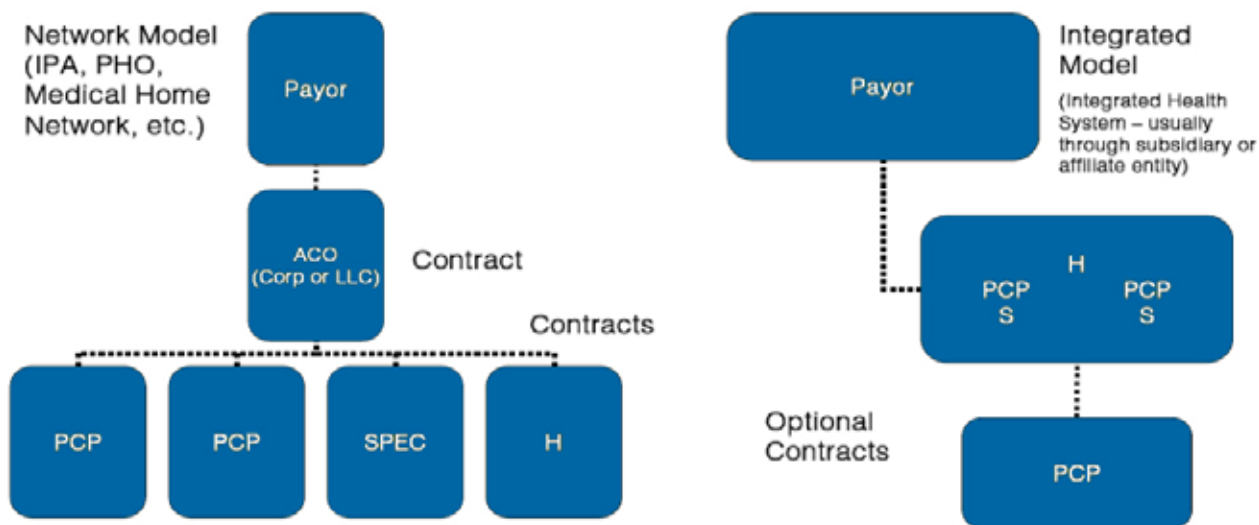 Network Model
(IPA, PHO,
Medical Home
Network, etc.)
Payor
ACO
(Corp or LLC)
Contract
Contracts
PCP
PCP
SPEC
H
Payor
Integrated
Model
(Integrated Health
System – usually
through subsidiary or
affiliate entity)
H
PCP
S
PCP
S
Optional
Contracts
PCP